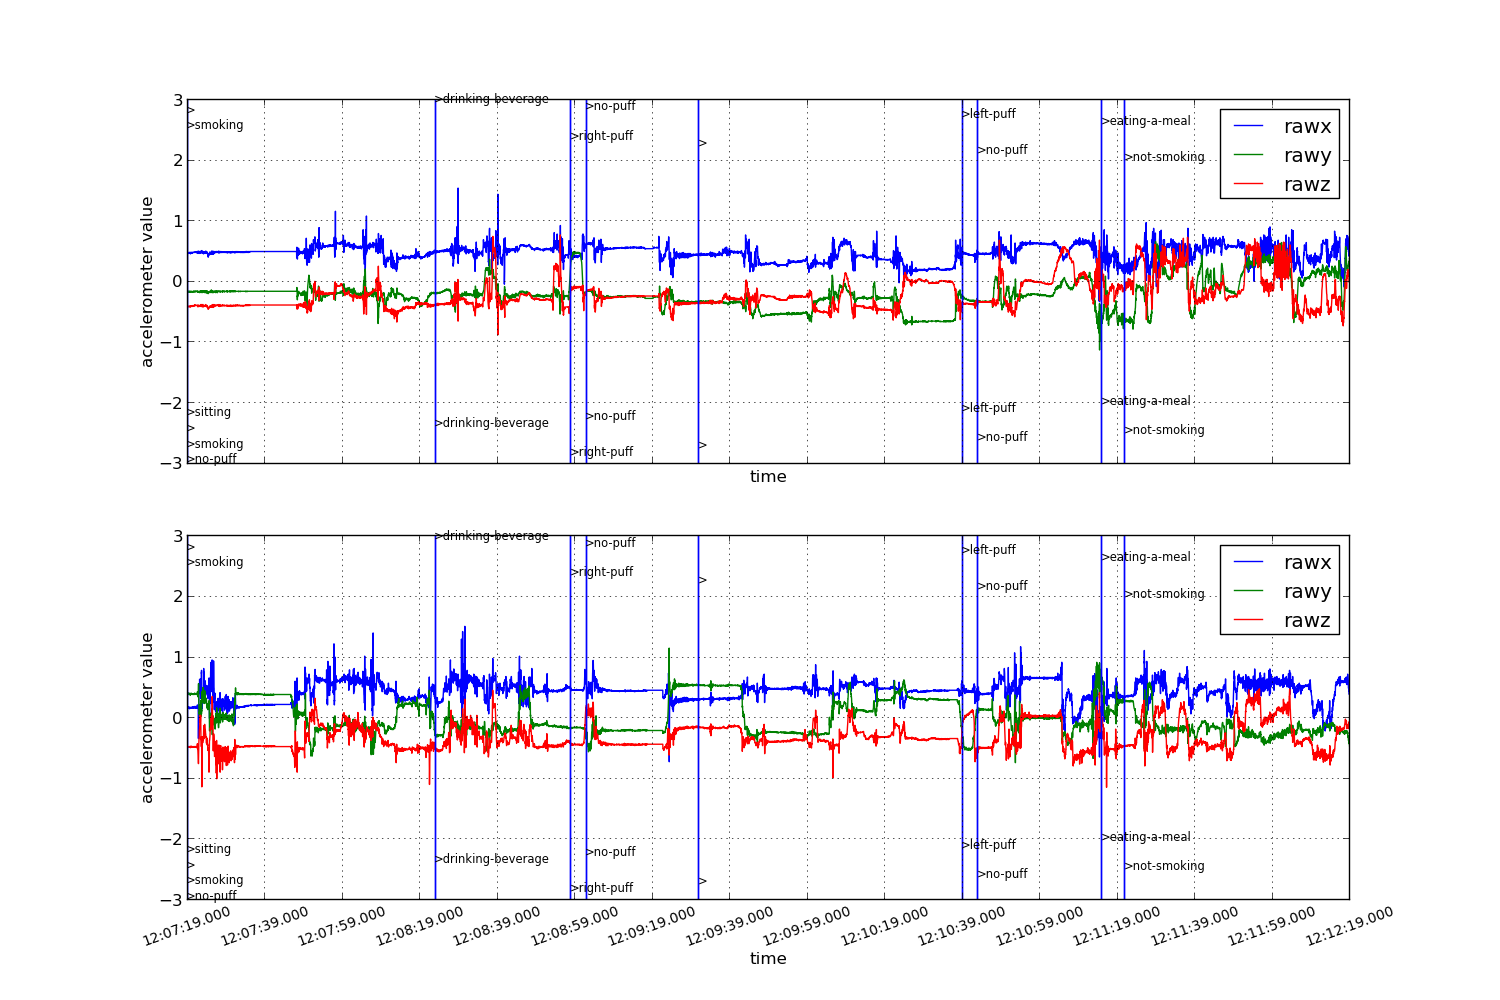 3
>drinking-beverage
>
>no-puff
>left-puff
>smoking
>right-puff
>eating-a-meal
>
>no-puff
>not-smoking
rawx
rawy
rawz
2
1
0
−1
−2
−3
accelerometer value
>sitting
>drinking-beverage
>no-puff
>left-puff
>eating-a-meal
>
>not-smoking
>smoking
>right-puff
>
>no-puff
>no-puff
time
3
>drinking-beverage
>
>no-puff
>left-puff
>smoking
>right-puff
>eating-a-meal
>
>no-puff
>not-smoking
rawx
rawy
rawz
2
1
0
−1
−2
−3
accelerometer value
>sitting
>drinking-beverage
>no-puff
>left-puff
>eating-a-meal
>
>not-smoking
>smoking
>right-puff
>
>no-puff
>no-puff
12:07:19.000
12:07:39.000
12:07:59.000
12:08:19.000
12:08:39.000
12:08:59.000
12:09:19.000
12:09:39.000
12:09:59.000
12:10:19.000
12:10:39.000
12:10:59.000
12:11:19.000
12:11:39.000
12:11:59.000
12:12:19.000
time